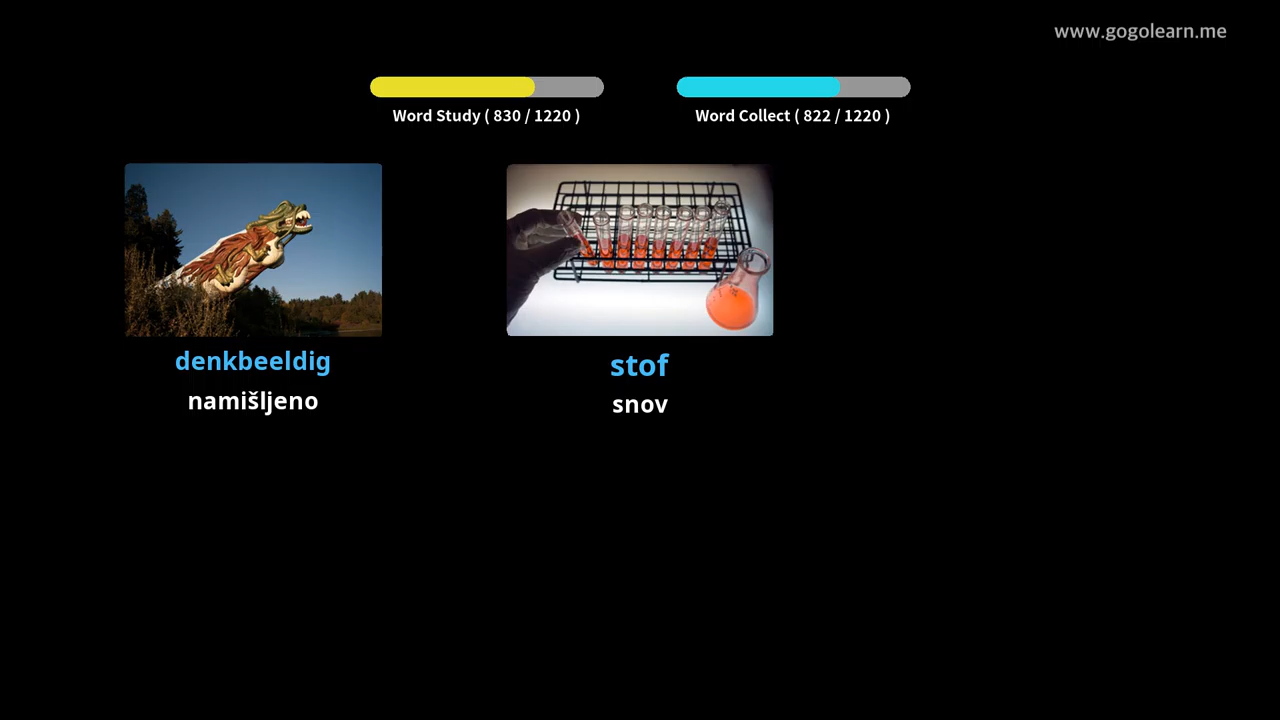 www.gogolearn.me
Word Study ( 830 / 1220 )
Word Collect ( 822 / 1220 )
denkbeeldig
namišljeno
stof
snov